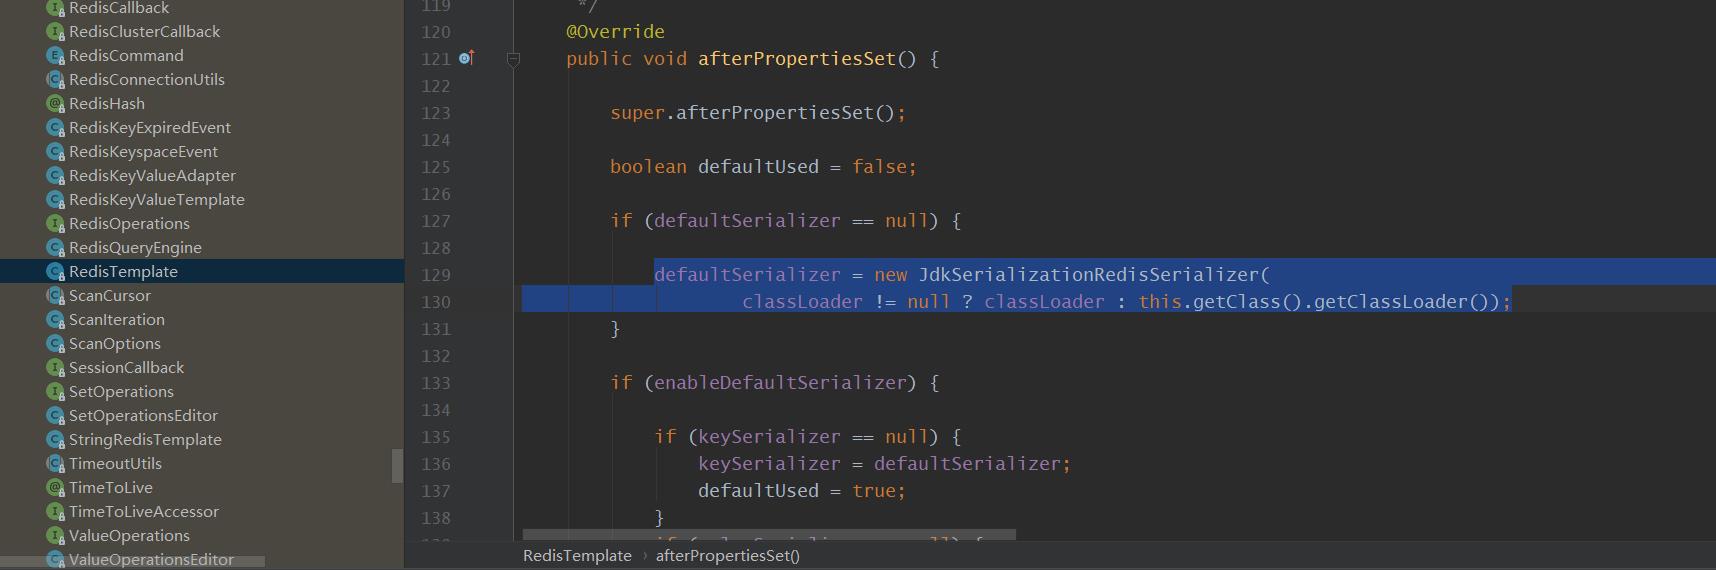 RedisCallback
RedisClusterCallback
RedisCommand
RedisConnectionUtils
RedisHash
RedisKeyExpiredEvent
RedisKeyspaceEvent
RedisKeyValueAdapter
RedisKeyValueTemplate
RedisOperations
RedisQueryEngine
RedisTemplate
ScanCursor
ScanIteration
ScanOptions
SessionCallback
SetOperations
SetOperationsEditor
StringRedisTemplate
TimeoutUtils
TimeToLive
TimeToLiveAccessor
ValueOperations
ValueOperationsEditor
119 */
120 @Override
121 public void afterPropertiesSet() {
122
123 super.afterPropertiesSet();
124
125 boolean defaultUsed = false;
126
127 if (defaultSerializer == null) {
128
129 defaultSerializer = new JdkSerializationRedisSerializer(
130 classLoader != null ? classLoader : this.getClass().getClassLoader());
131 }
132
133 if (enableDefaultSerializer) {
134
135 if (keySerializer == null) {
136 keySerializer = defaultSerializer;
137 defaultUsed = true;
138 }
RedisTemplate › afterPropertiesSet()